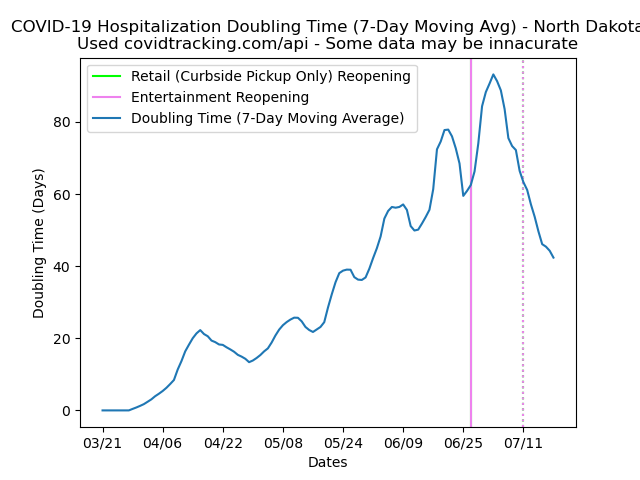 COVID-19 Hospitalization Doubling Time (7-Day Moving Avg) - North Dakota
Used covidtracking.com/api - Some data may be innacurate
Retail (Curbside Pickup Only) Reopening
Entertainment Reopening
Doubling Time (7-Day Moving Average)
Doubling Time (Days)
80
60
40
20
0
03/21 04/06 04/22 05/08 05/24 06/09 06/25 07/11
Dates